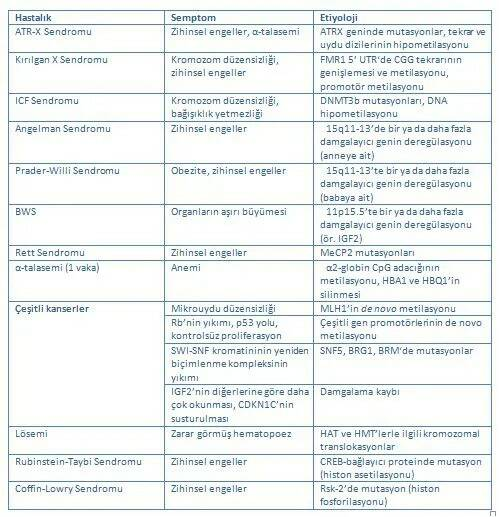 Hastalık Semptom Etiyoloji
ATR-X Sendromu Zihinsel engeller, α-talasemi ATRX geninde mutasyonlar, tekrar ve
uydu dizilerinin hipometilasyonu
Kırılgan X Sendromu Kromozom düzensizliği, FMR1 5’ UTR’de CGG tekrarının
zihinsel engeller genişlemesi ve metilasyonu,
promotör metilasyonu
ICF Sendromu Kromozom düzensizliği, DNMT3b mutasyonları, DNA
bağışıklık yetmezliği hipometilasyonu
Angelman Sendromu Zihinsel engeller 15q11-13’de bir ya da daha fazla
damgalayıcı genin deregülasyonu
(anneye ait)
Prader-Willi Sendromu Obezite, zihinsel engeller 15q11-13’te bir ya da daha fazla
damgalayıcı genin deregülasyonu
(babaya ait)
BWS Organların aşırı büyümesi 11p15.5’te bir ya da daha fazla
damgalayıcı genin deregülasyonu
(ör. IGF2)
Rett Sendromu Zihinsel engeller MeCP2 mutasyonları
α-talasemi (1 vaka) Anemi α2-globin CpG adacığının
metilasyonu, HBA1 ve HBQ1’in
silinmesi
Çeşitli kanserler Mikrouydu düzensizliği MLH1’in de novo metilasyonu
Rb’nin yıkımı, p53 yolu, Çeşitli gen promotörlerinin de novo
kontrolsüz proliferasyon metilasyonu
SWI-SNF kromatininin yeniden SNF5, BRG1, BRM’de mutasyonlar
biçimlenme kompleksinin
yıkımı
IGF2’nin diğerlerine göre daha Damgalama kaybı
çok okunması, CDKN1C’nin
susturulması
Lösemi Zarar görmüş hematopoez HAT ve HMT’lerle ilgili kromozomal
translokasyonlar
Rubinstein-Taybi Sendromu Zihinsel engeller CREB-bağlayıcı proteinde mutasyon
(histon asetilasyonu)
Coffin-Lowry Sendromu Zihinsel engeller Rsk-2’de mutasyon (histon
fosforilasyonu)